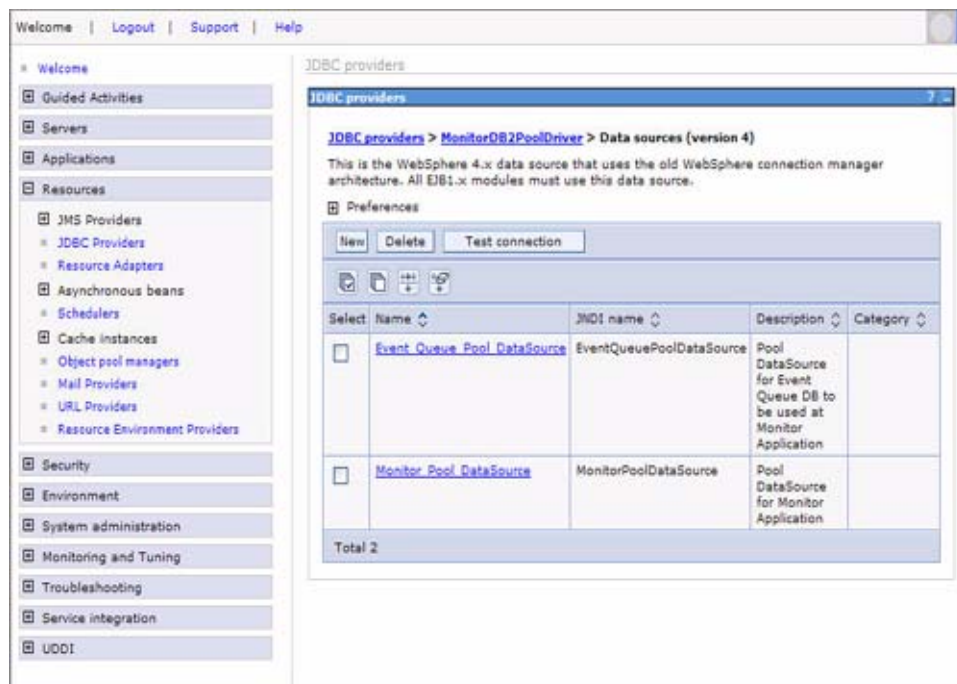 Welcome | Logout | Support | Help
Welcome
Guided Activities
Servers
Applications
Resources
JMS Providers
JDBC Providers
Resource Adapters
Asynchronous beans
Schedulers
Cache instances
Object pool managers
Mail Providers
URL Providers
Resource Environment Providers
Security
Environment
System administration
Monitoring and Tuning
Troubleshooting
Service integration
UDDI
JDBC providers
JDBC providers ? _
JDBC providers > MonitorDB2PoolDriver > Data sources (version 4)
This is the WebSphere 4.x data source that uses the old WebSphere connection manager
architecture. All EJB1.x modules must use this data source.
Preferences
New Delete Test connection
Select Name JNDI name Description Category
Event Queue Pool DataSource EventQueuePoolDataSource Pool
DataSource
for Event
Queue DB to
be used at
Monitor
Application
Monitor Pool DataSource MonitorPoolDataSource Pool
DataSource
for Monitor
Application
Total 2